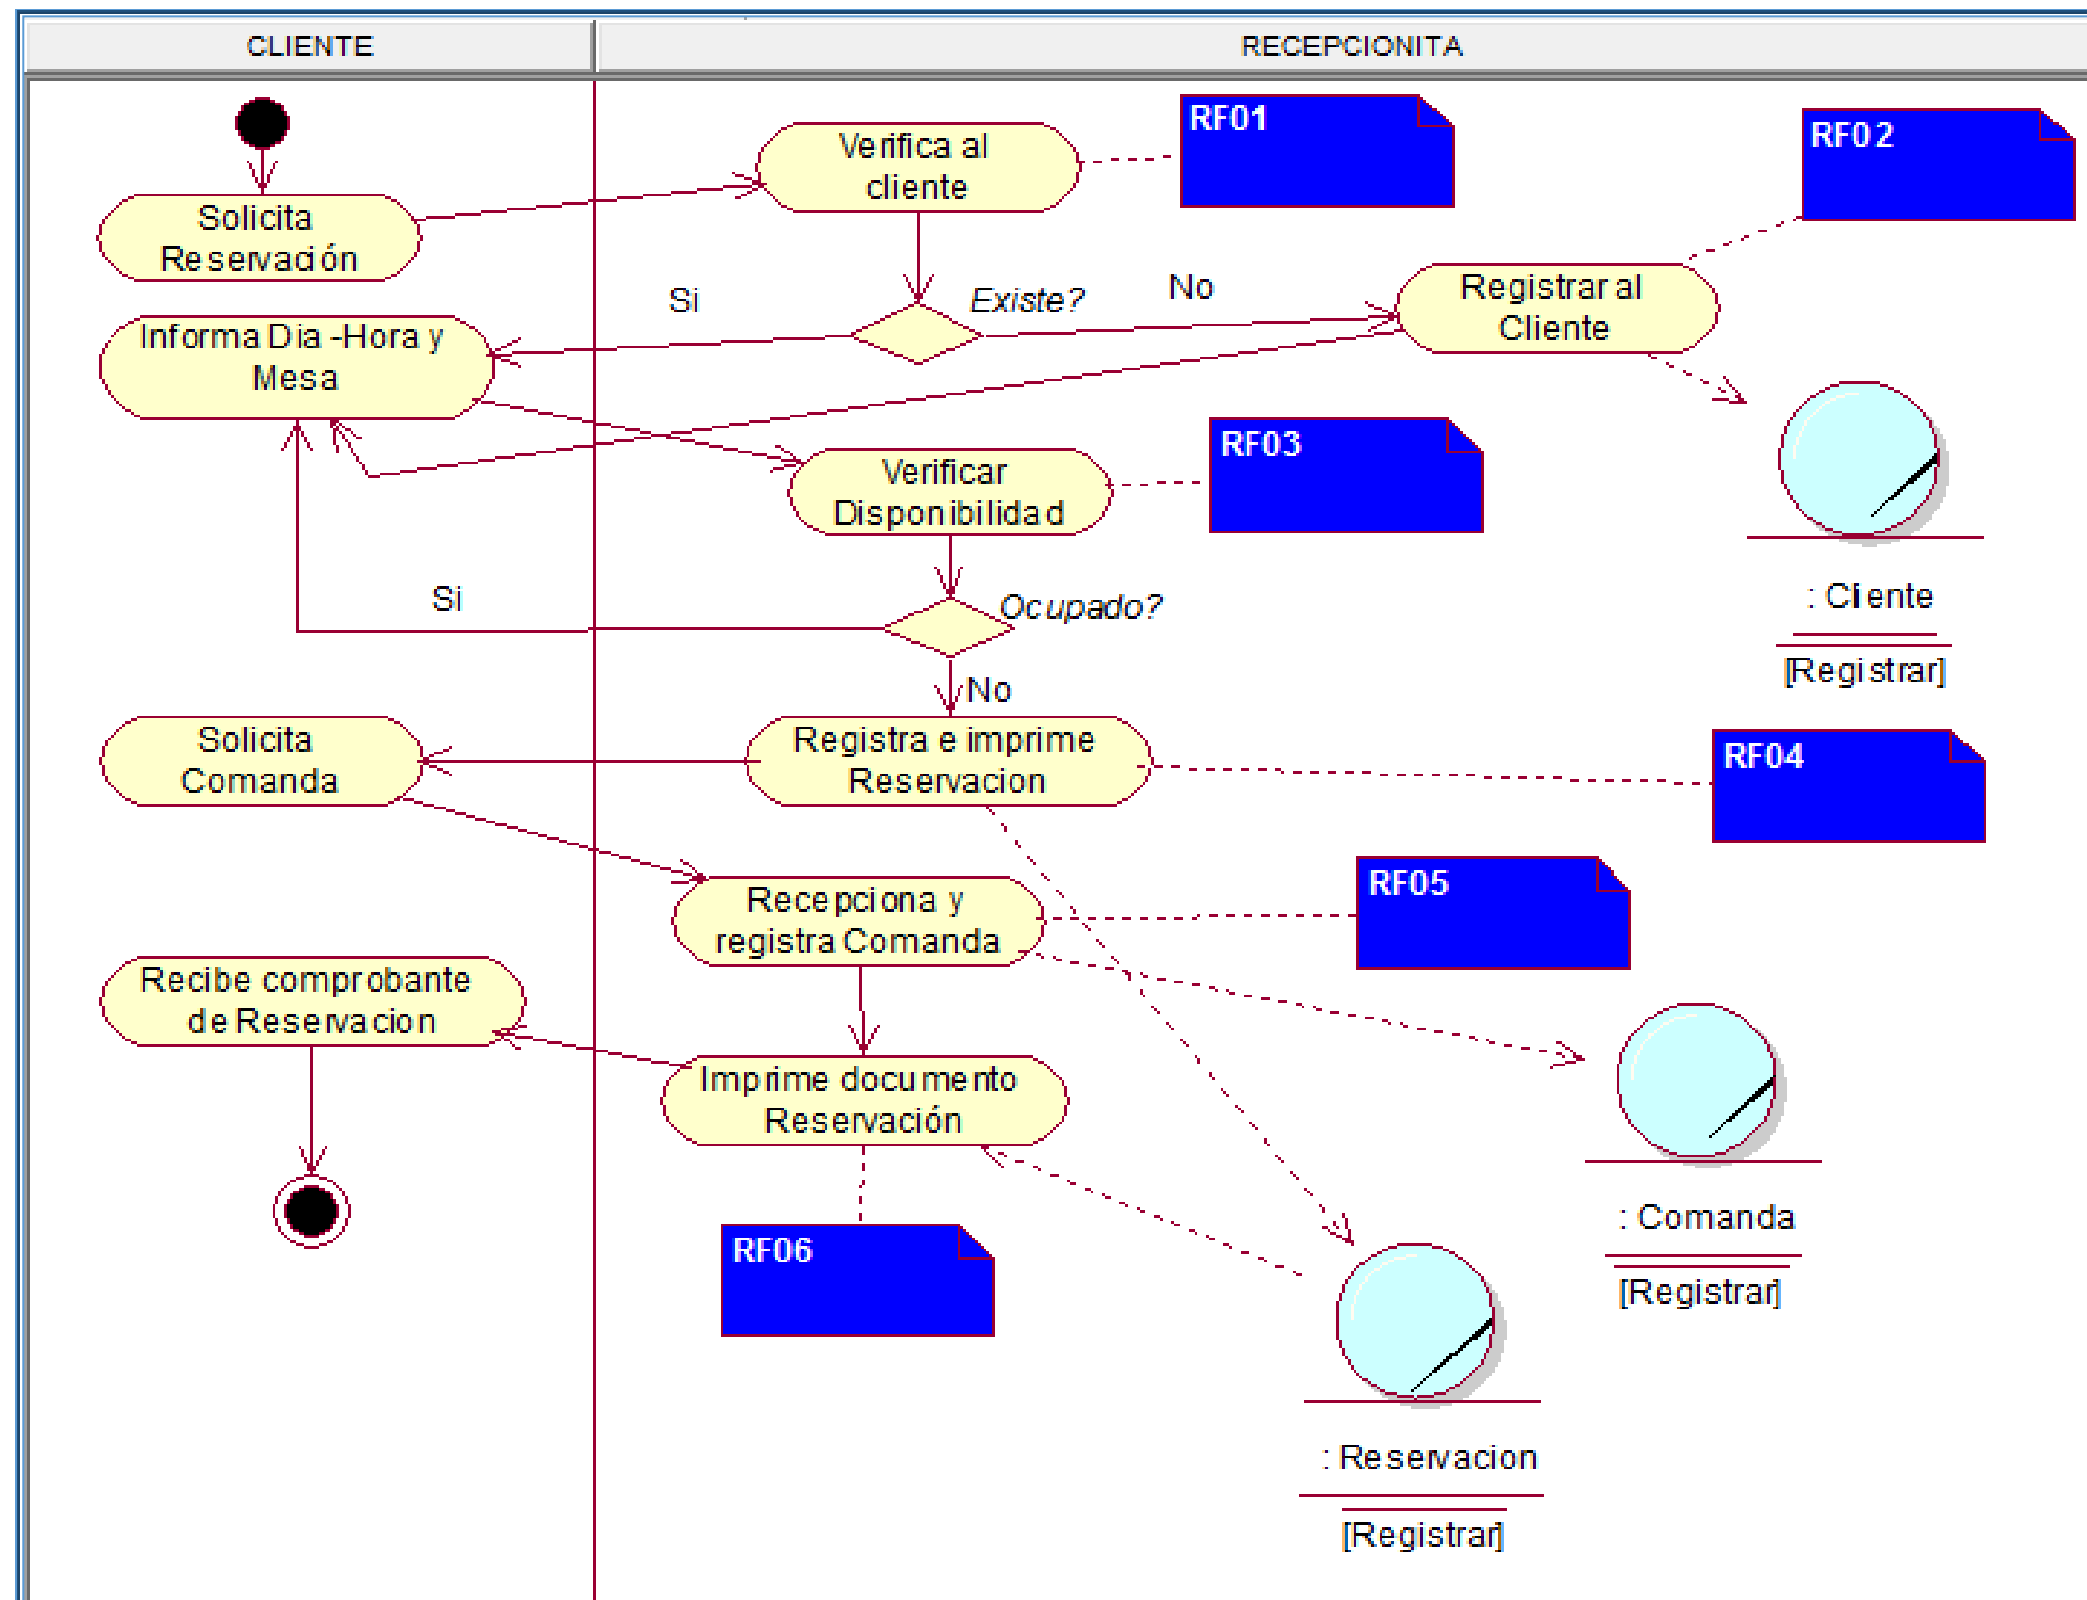 CLIENTE
RECEPCIONITA
RF01
RF02
Verifica al
cliente
Solicita
Reservación
Si
Existe?
No
Registrar al
Cliente
Informa Dia -Hora y
Mesa
RF03
Verificar
Disponibilidad
Si
Ocupado?
: Cliente
[Registrar]
No
Solicita
Comanda
Registra e imprime
Reservacion
RF04
RF05
Recepciona y
registra Comanda
Recibe comprobante
de Reservacion
Imprime documento
Reservación
: Comanda
[Registrar]
RF06
: Reservacion
[Registrar]